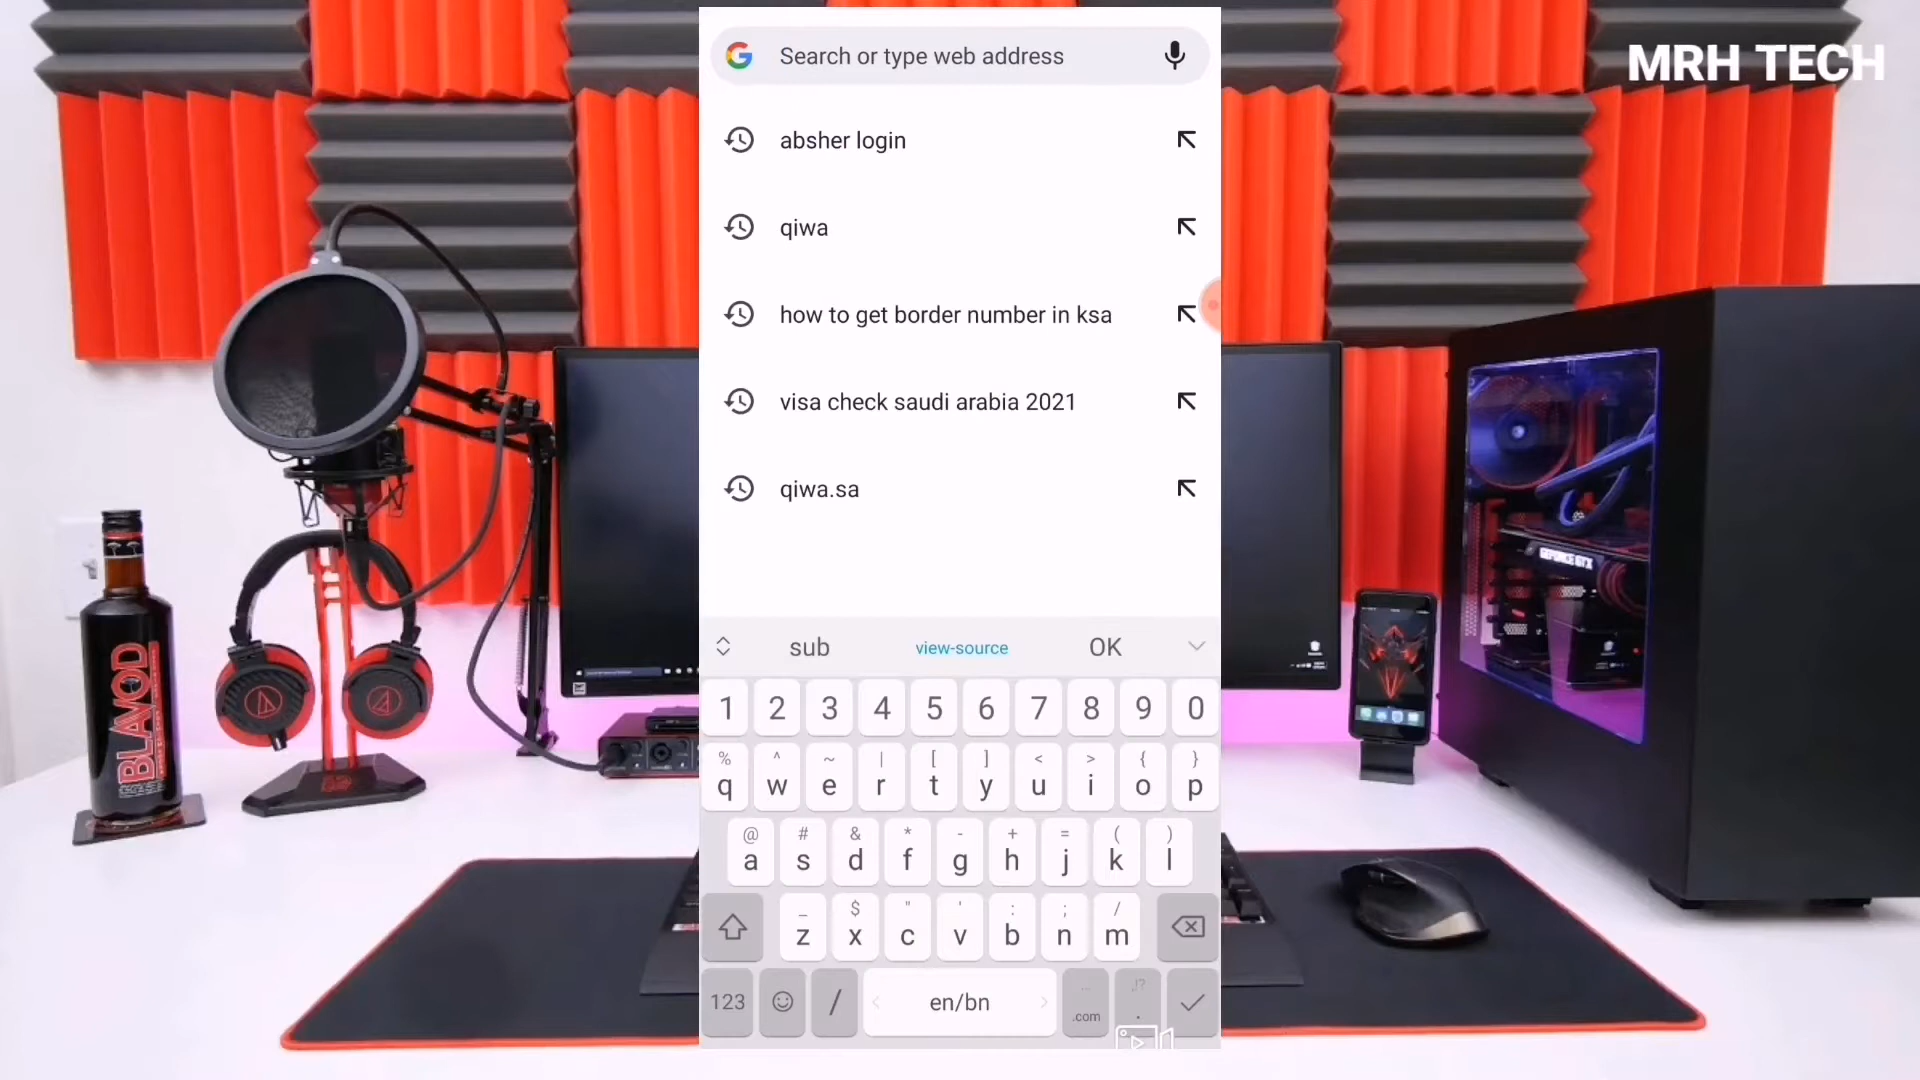 MRH TECH
Search or type web address
absher login
qiwa
how to get border number in ksa
visa check saudi arabia 2021
qiwa.sa
sub view-source OK
1 2 3 4 5 6 7 8 9 0
% ^ ~ | [ ] < > { }
q w e r t y u i o p
@ # & * - + = ( )
a s d f g h j k l
_ $ " ' : ; /
z x c v b n m
123 / en/bn .com ,!? .
BLAVOD
GEFORCE GTX